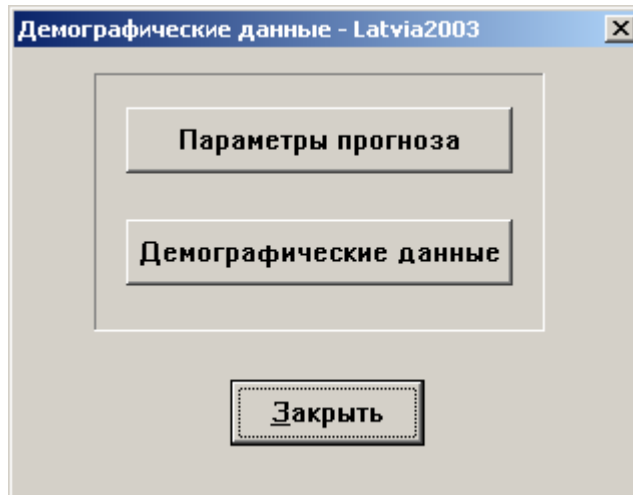 Демографические данные - Latvia2003
Параметры прогноза
Демографические данные
Закрыть